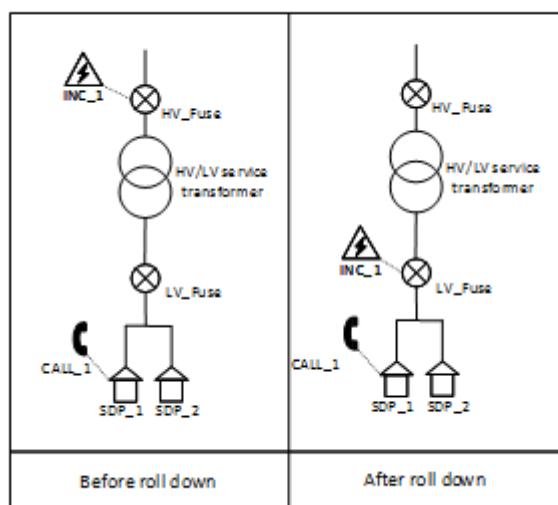 INC_1
HV_Fuse
HV/LV service
transformer
LV_Fuse
CALL_1
SDP_1 SDP_2
Before roll down
HV_Fuse
HV/LV service
transformer
INC_1
LV_Fuse
CALL_1
SDP_1 SDP_2
After roll down